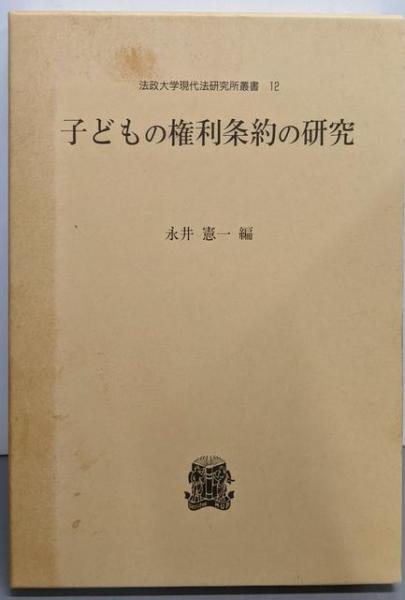 法政大学現代法研究所叢書 12
子どもの権利条約の研究
永井 憲一 編